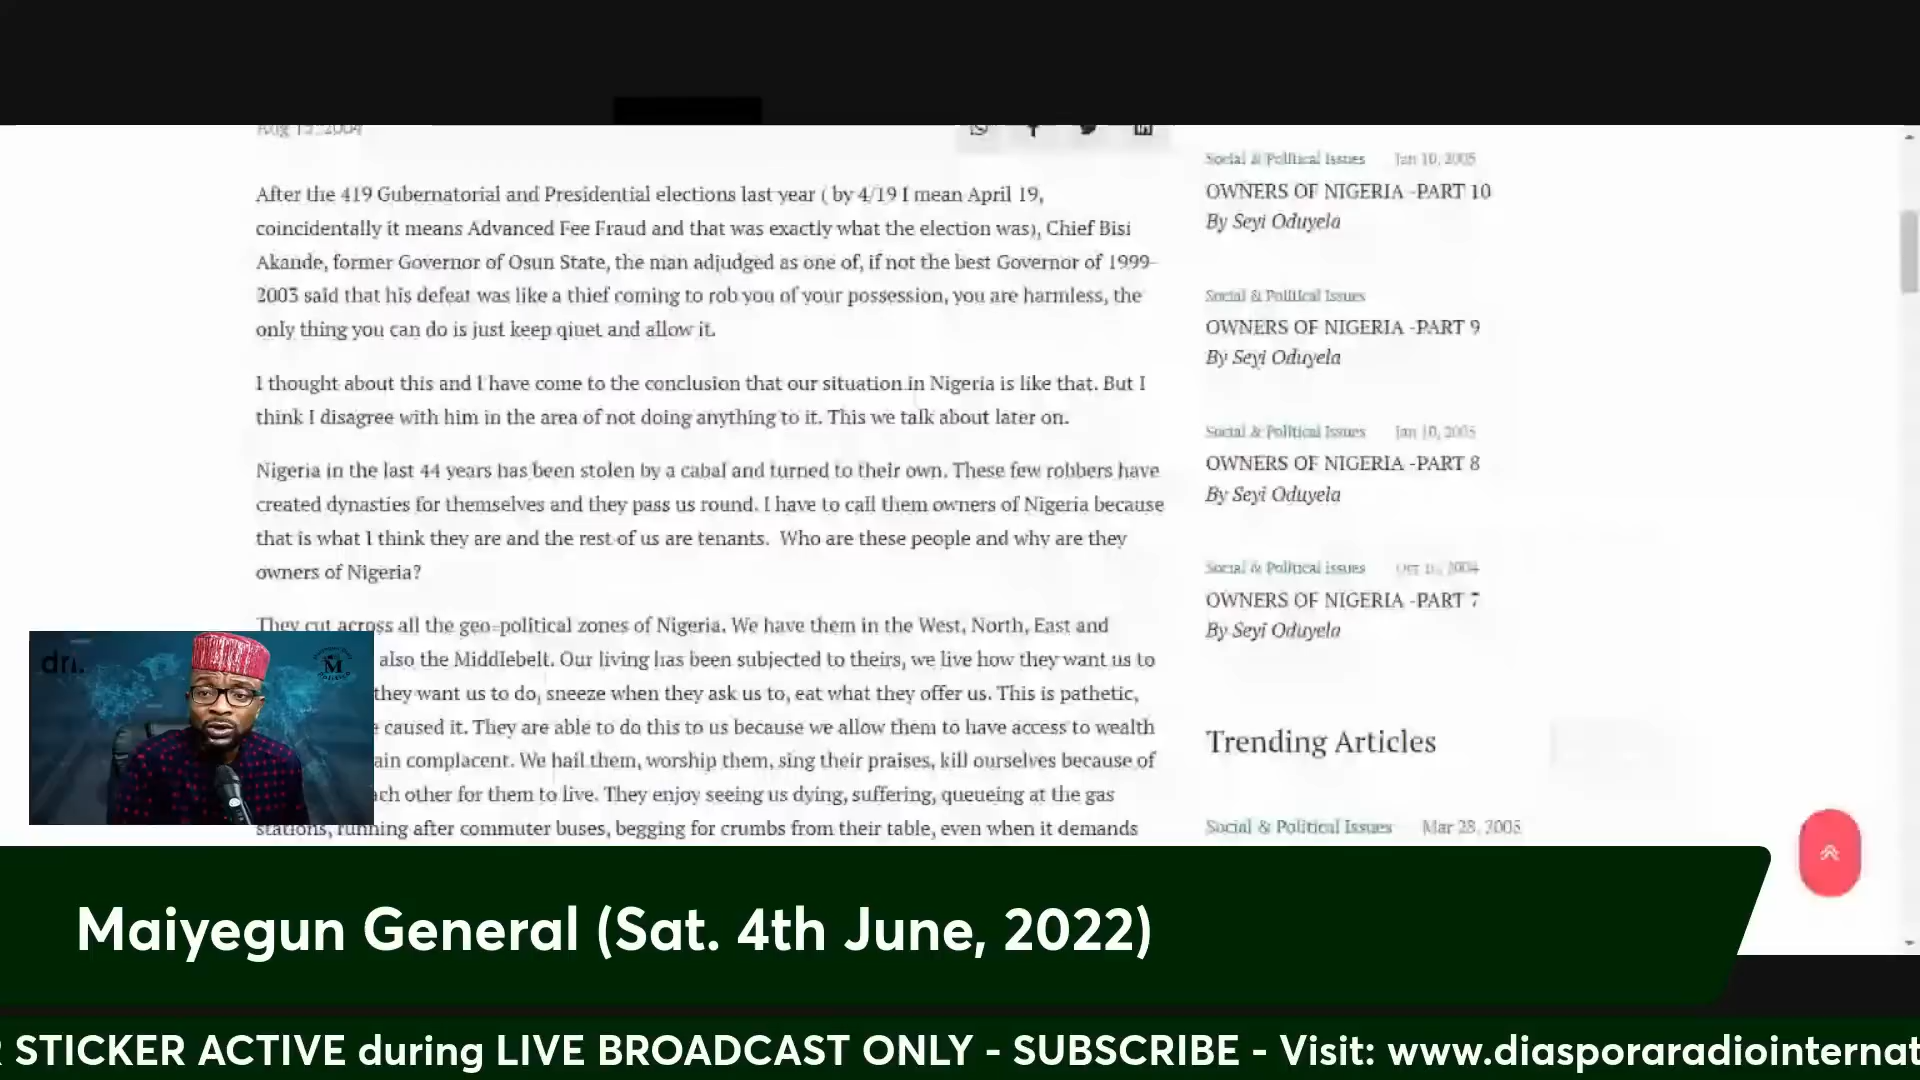 Aug 15, 2004
After the 419 Gubernatorial and Presidential elections last year ( by 4/19 I mean April 19,
coincidentally it means Advanced Fee Fraud and that was exactly what the election was), Chief Bisi
Akande, former Governor of Osun State, the man adjudged as one of, if not the best Governor of 1999-
2003 said that his defeat was like a thief coming to rob you of your possession, you are harmless, the
only thing you can do is just keep qiuet and allow it.
I thought about this and I have come to the conclusion that our situation in Nigeria is like that. But I
think I disagree with him in the area of not doing anything to it. This we talk about later on.
Nigeria in the last 44 years has been stolen by a cabal and turned to their own. These few robbers have
created dynasties for themselves and they pass us round. I have to call them owners of Nigeria because
that is what I think they are and the rest of us are tenants.  Who are these people and why are they
owners of Nigeria?
They cut across all the geo-political zones of Nigeria. We have them in the West, North, East and
also the Middlebelt. Our living has been subjected to theirs, we live how they want us to
they want us to do, sneeze when they ask us to, eat what they offer us. This is pathetic,
caused it. They are able to do this to us because we allow them to have access to wealth
ain complacent. We hail them, worship them, sing their praises, kill ourselves because of
ach other for them to live. They enjoy seeing us dying, suffering, queueing at the gas
stations, running after commuter buses, begging for crumbs from their table, even when it demands
Social & Political Issues Jan 10, 2005
OWNERS OF NIGERIA -PART 10
By Seyi Oduyela
Social & Political Issues
OWNERS OF NIGERIA -PART 9
By Seyi Oduyela
Social & Political Issues Jan 10, 2005
OWNERS OF NIGERIA -PART 8
By Seyi Oduyela
Social & Political Issues
OWNERS OF NIGERIA -PART 7
By Seyi Oduyela
Trending Articles
Social & Political Issues Mar 28, 2005
dri.
M
Maiyegun General (Sat. 4th June, 2022)
R STICKER ACTIVE during LIVE BROADCAST ONLY - SUBSCRIBE - Visit: www.diasporaradiointernat